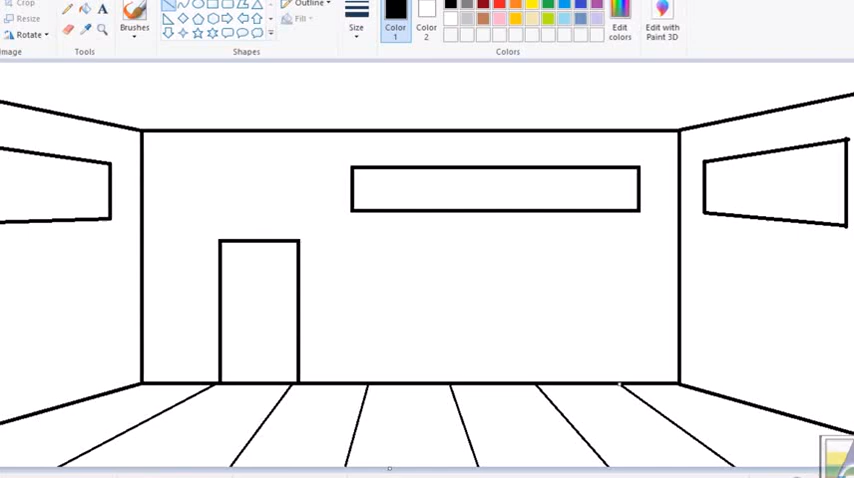 Crop
Resize
Rotate
Image
Tools
Brushes
Shapes
Outline
Fill
Size
Color 1
Color 2
Colors
Edit colors
Edit with Paint 3D